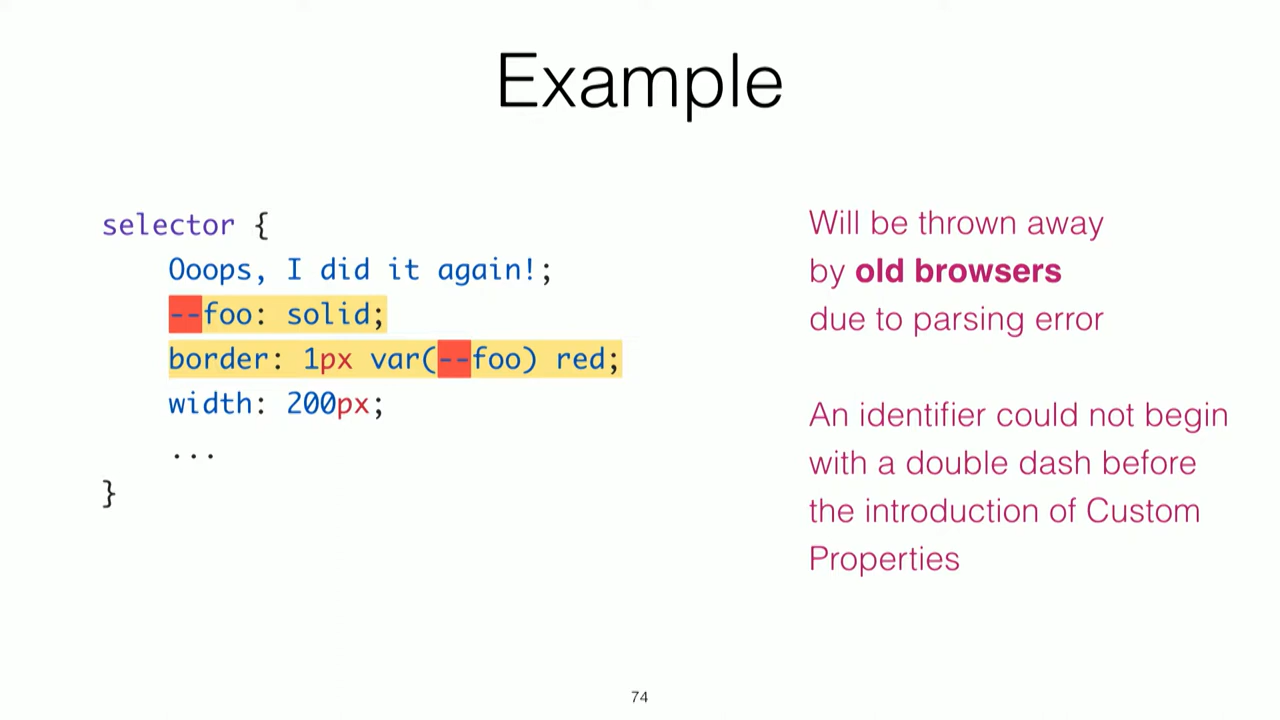 Example
selector {
Ooops, I did it again!;
--foo: solid;
border: 1px var(--foo) red;
width: 200px;
...
}
Will be thrown away
by old browsers
due to parsing error
An identifier could not begin
with a double dash before
the introduction of Custom
Properties
74